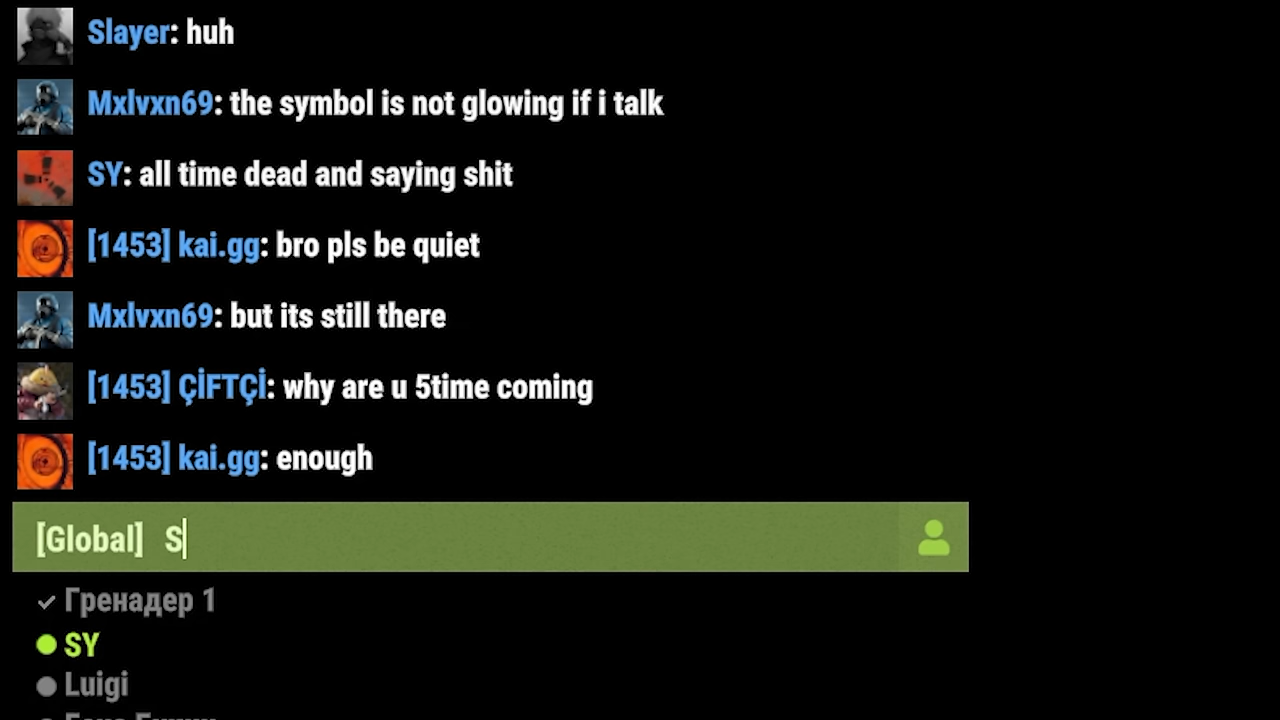 Slayer: huh
Mxlvxn69: the symbol is not glowing if i talk
SY: all time dead and saying shit
[1453] kai.gg: bro pls be quiet
Mxlvxn69: but its still there
[1453] ÇİFTÇİ: why are u 5time coming
[1453] kai.gg: enough
[Global] S
Гренадер 1
SY
Luigi